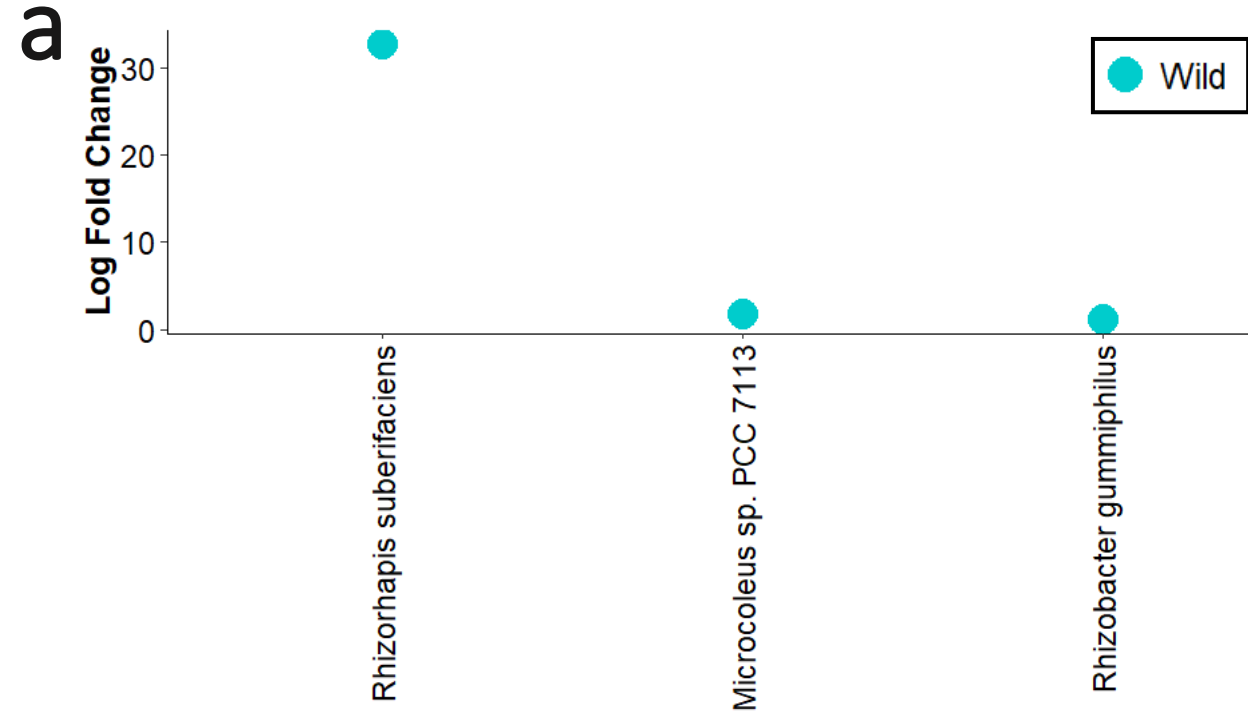 a
Log Fold Change
30
20
10
0
Wild
Rhizorhapis suberifaciens
Microcoleus sp. PCC 7113
Rhizobacter gummiphilus